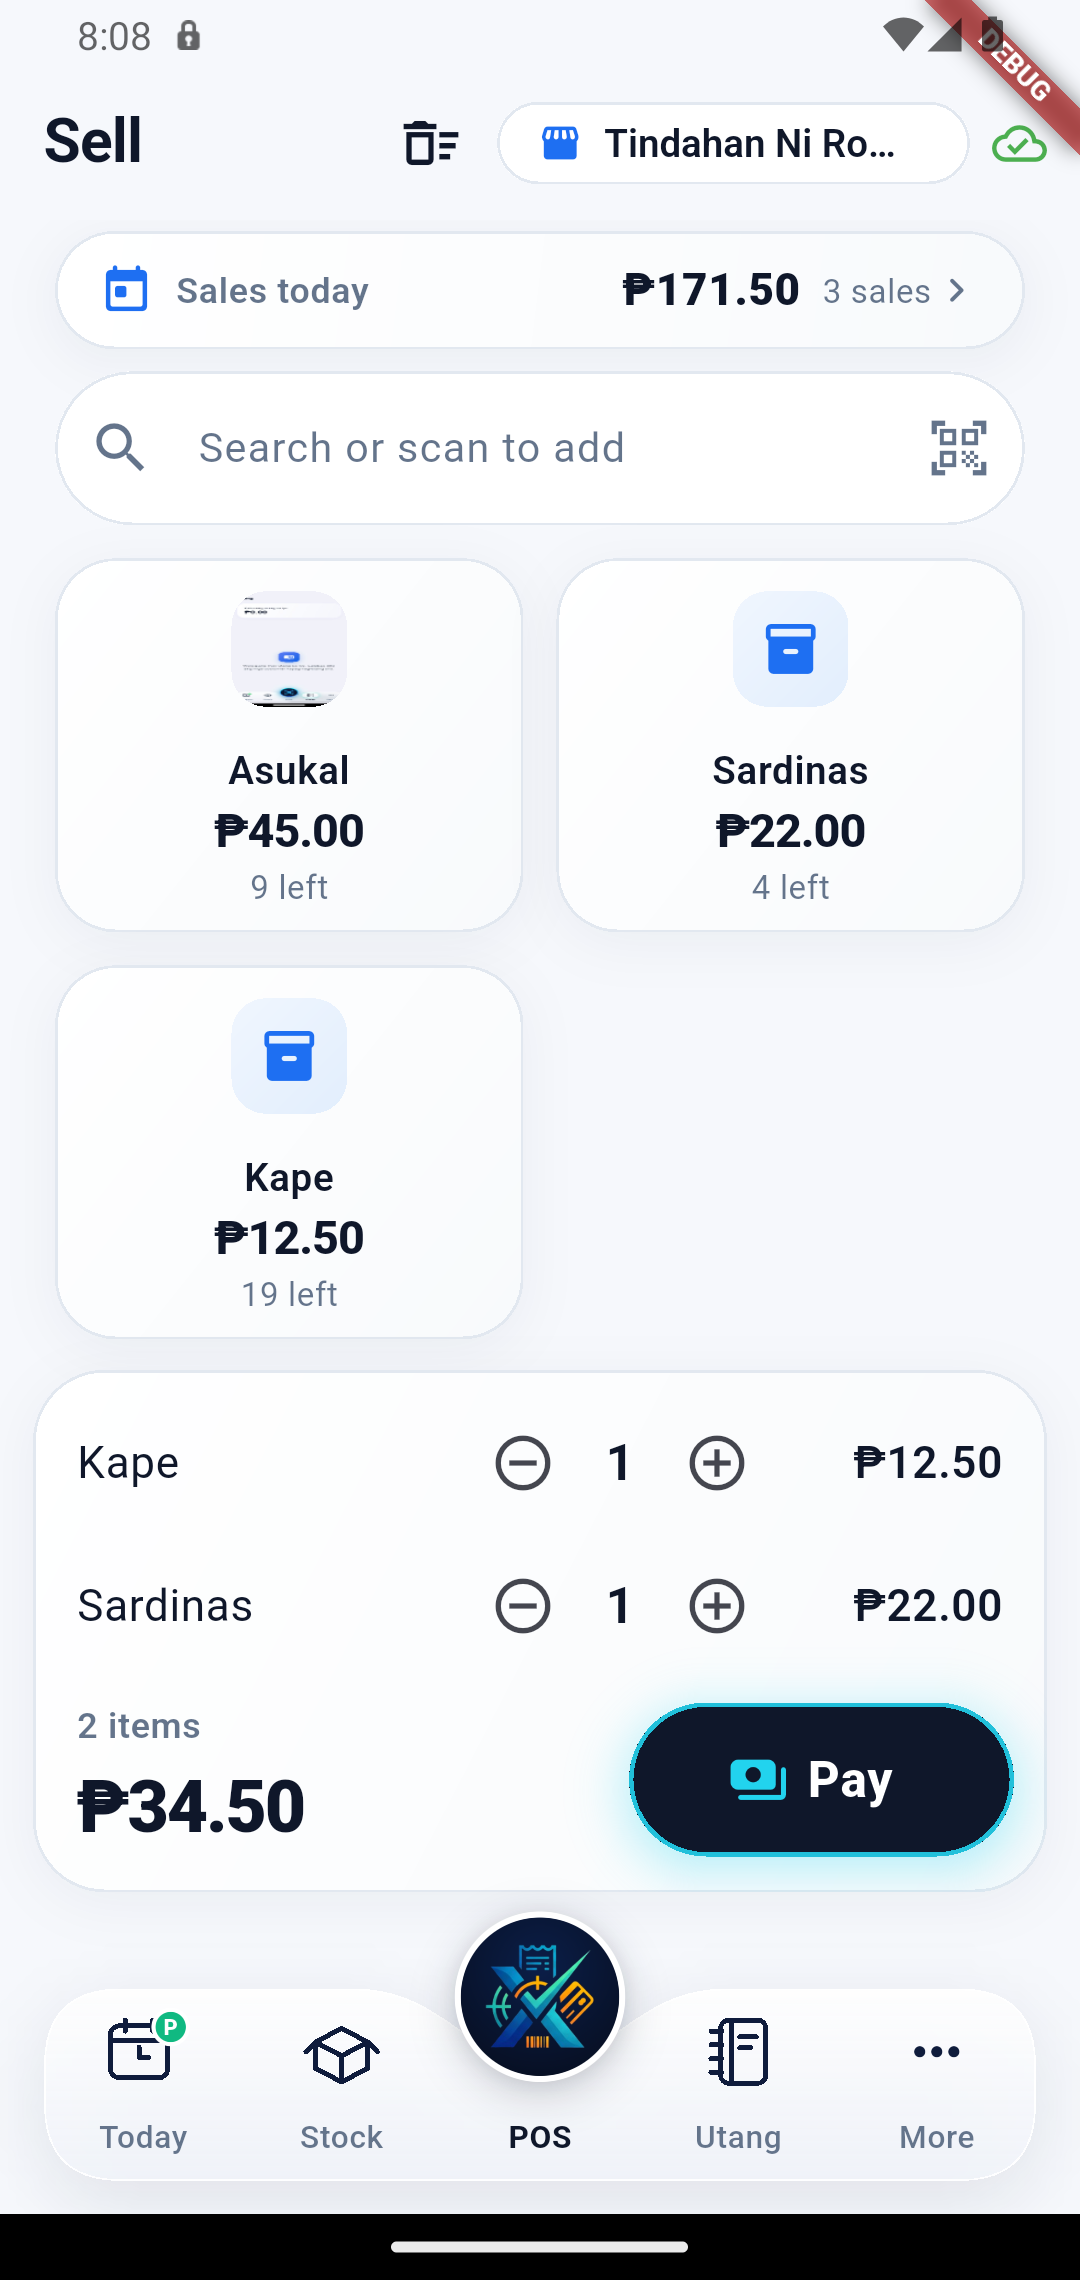 8:08
DEBUG
Sell
Tindahan Ni Ro...
Sales today
₱171.50 3 sales
Search or scan to add
Asukal
₱45.00
9 left
Sardinas
₱22.00
4 left
Kape
₱12.50
19 left
Kape 1 ₱12.50
Sardinas 1 ₱22.00
2 items
₱34.50
Pay
P
Today
Stock
POS
Utang
More